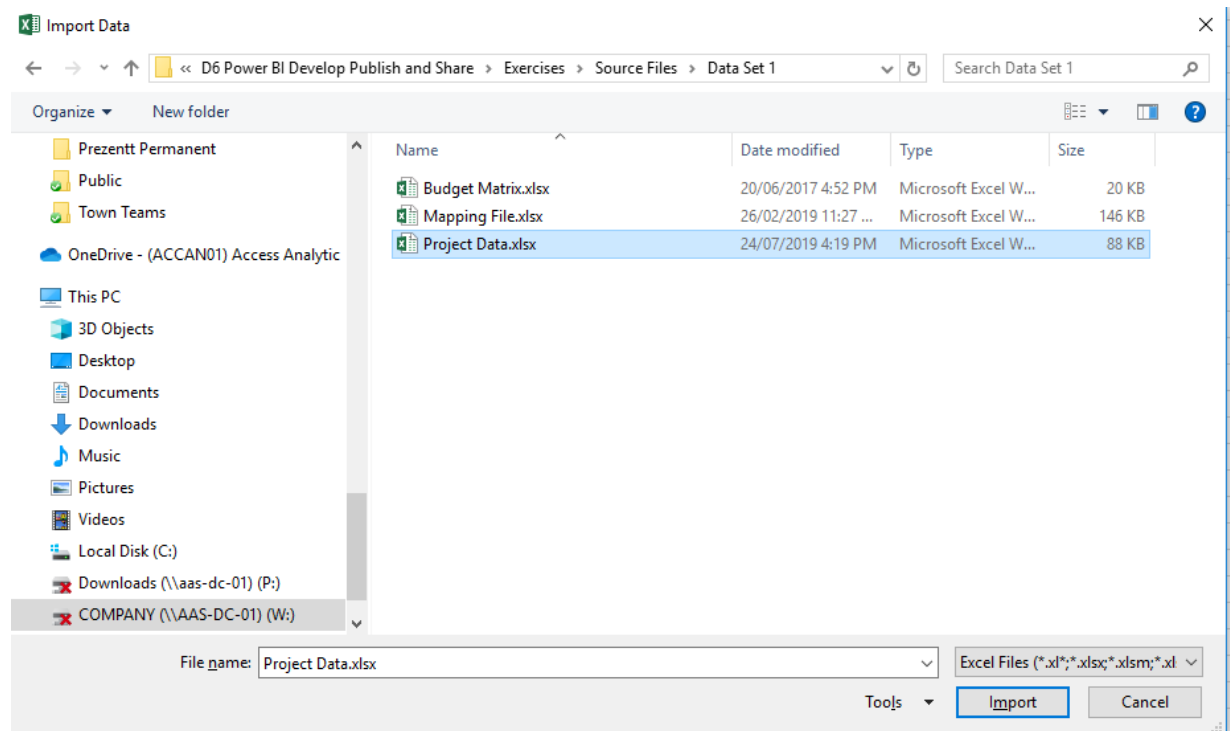 Import Data
« D6 Power BI Develop Publish and Share > Exercises > Source Files > Data Set 1
Search Data Set 1
Organize
New folder
Prezentt Permanent
Public
Town Teams
OneDrive - (ACCAN01) Access Analytic
This PC
3D Objects
Desktop
Documents
Downloads
Music
Pictures
Videos
Local Disk (C:)
Downloads (\\aas-dc-01) (P:)
COMPANY (\\AAS-DC-01) (W:)
Name Date modified Type Size
Budget Matrix.xlsx 20/06/2017 4:52 PM Microsoft Excel W... 20 KB
Mapping File.xlsx 26/02/2019 11:27 ... Microsoft Excel W... 146 KB
Project Data.xlsx 24/07/2019 4:19 PM Microsoft Excel W... 88 KB
File name: Project Data.xlsx
Excel Files (*.xl*;*.xlsx;*.xlsm;*.xl
Tools
Import
Cancel